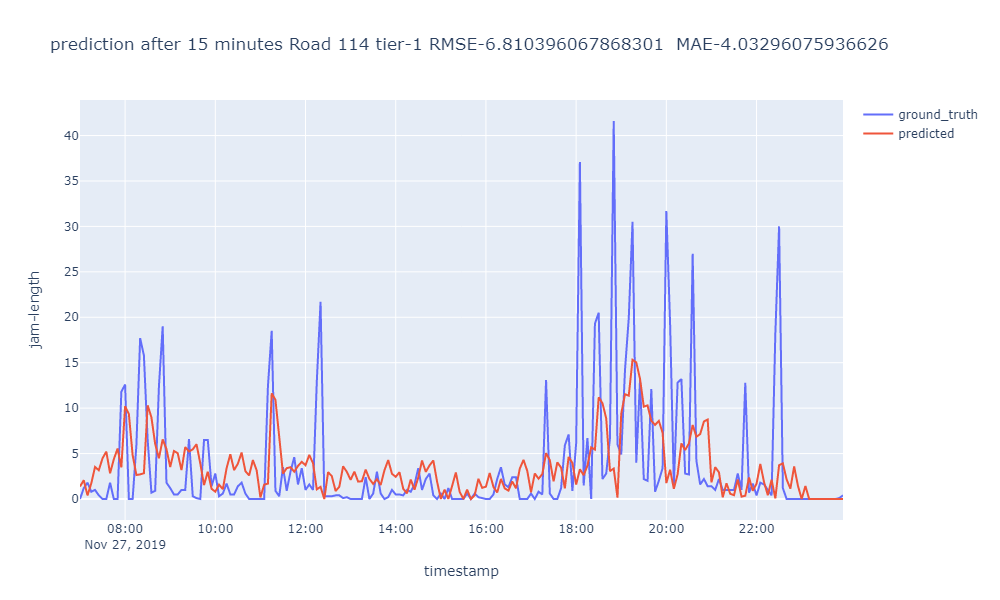 prediction after 15 minutes Road 114 tier-1 RMSE-6.810396067868301  MAE-4.03296075936626
ground_truth
predicted
40
35
30
25
20
15
10
5
0
jam-length
08:00 10:00 12:00 14:00 16:00 18:00 20:00 22:00
Nov 27, 2019
timestamp